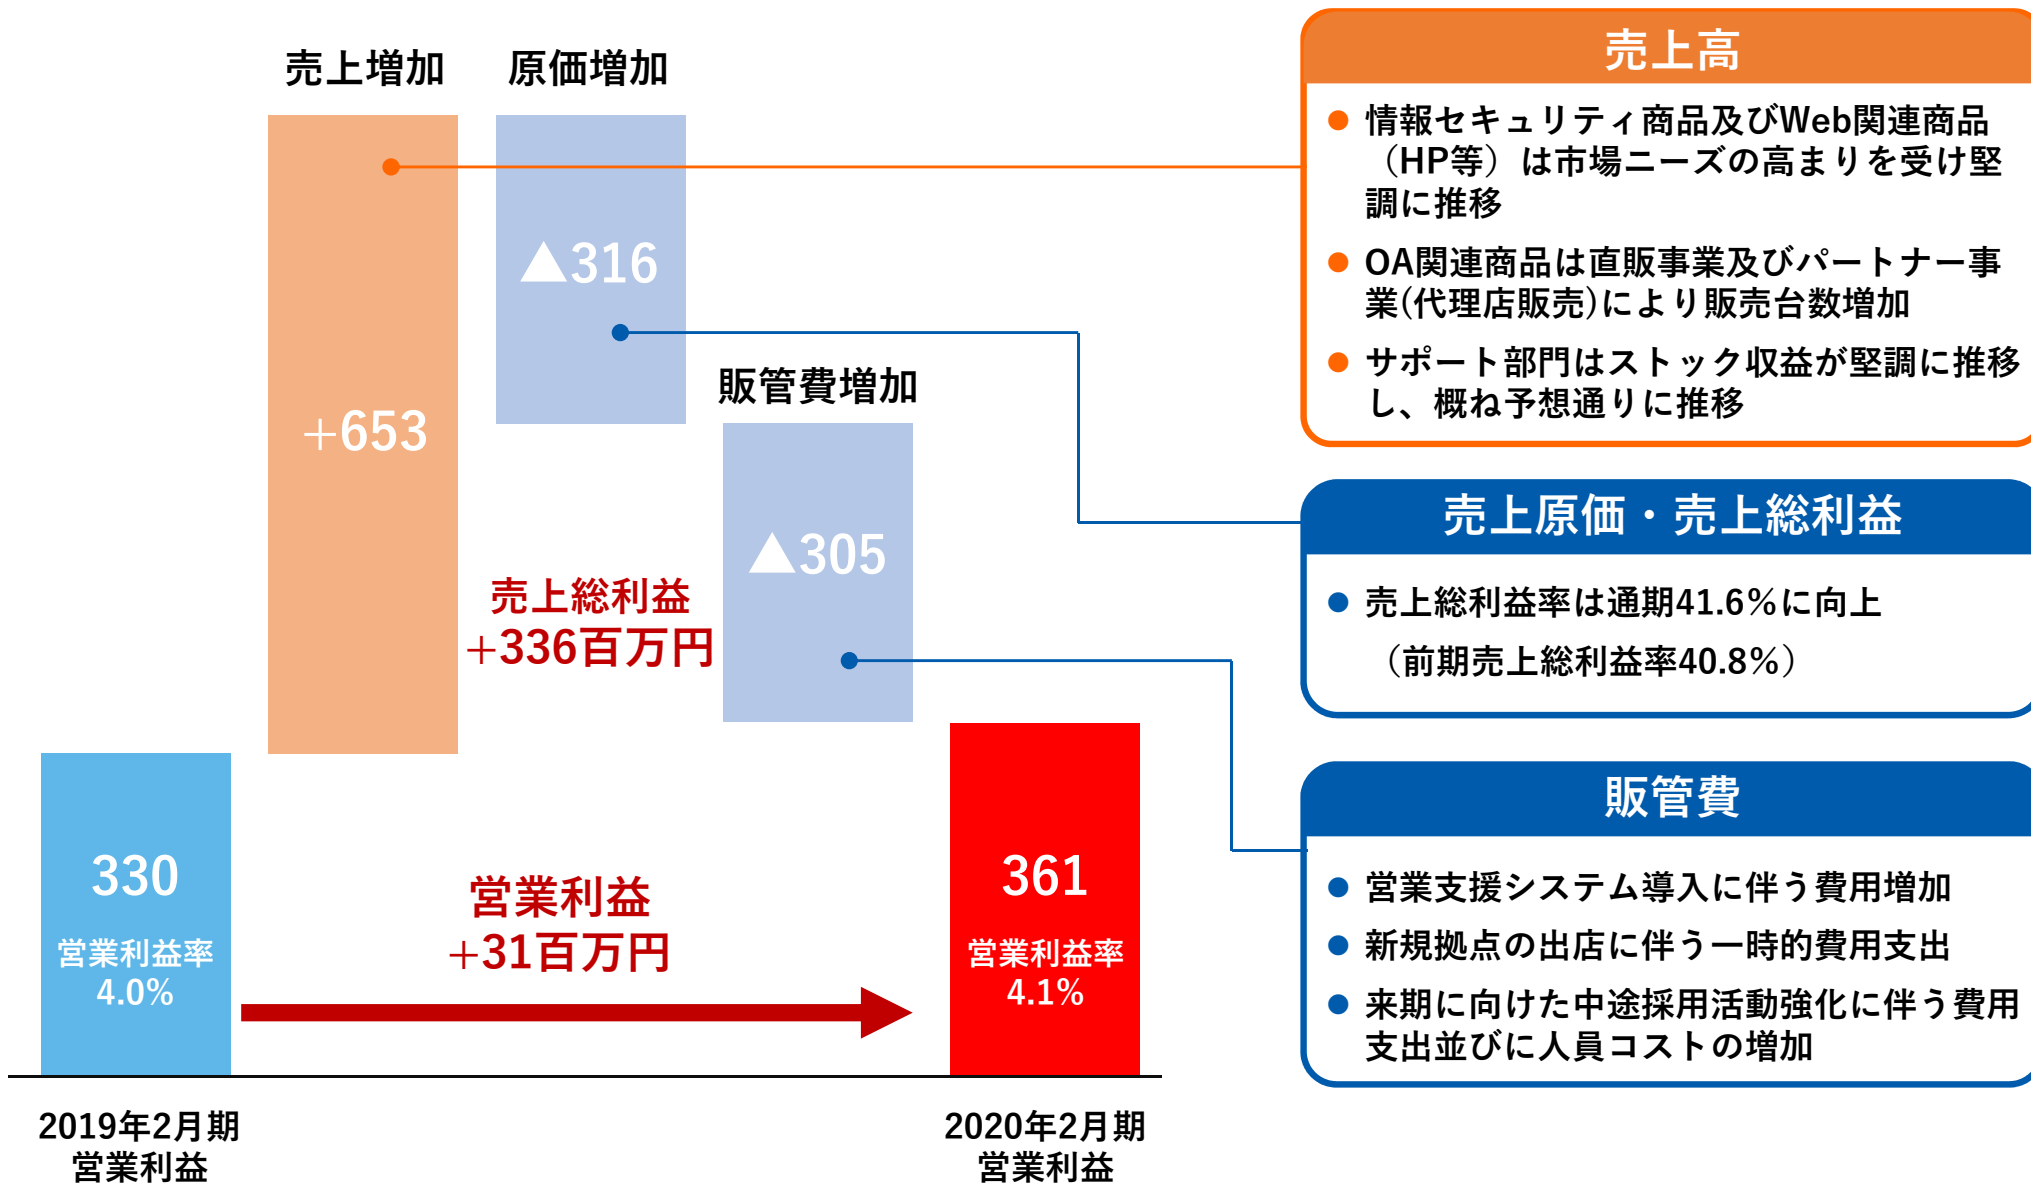 売上増加
原価増加
+653
▲316
販管費増加
▲305
売上総利益
+336百万円
330
営業利益率
4.0%
営業利益
+31百万円
361
営業利益率
4.1%
2019年2月期
営業利益
2020年2月期
営業利益
売上高
● 情報セキュリティ商品及びWeb関連商品
（HP等）は市場ニーズの高まりを受け堅
調に推移
● OA関連商品は直販事業及びパートナー事
業(代理店販売)により販売台数増加
● サポート部門はストック収益が堅調に推移
し、概ね予想通りに推移
売上原価・売上総利益
● 売上総利益率は通期41.6%に向上
（前期売上総利益率40.8%）
販管費
● 営業支援システム導入に伴う費用増加
● 新規拠点の出店に伴う一時的費用支出
● 来期に向けた中途採用活動強化に伴う費用
支出並びに人員コストの増加